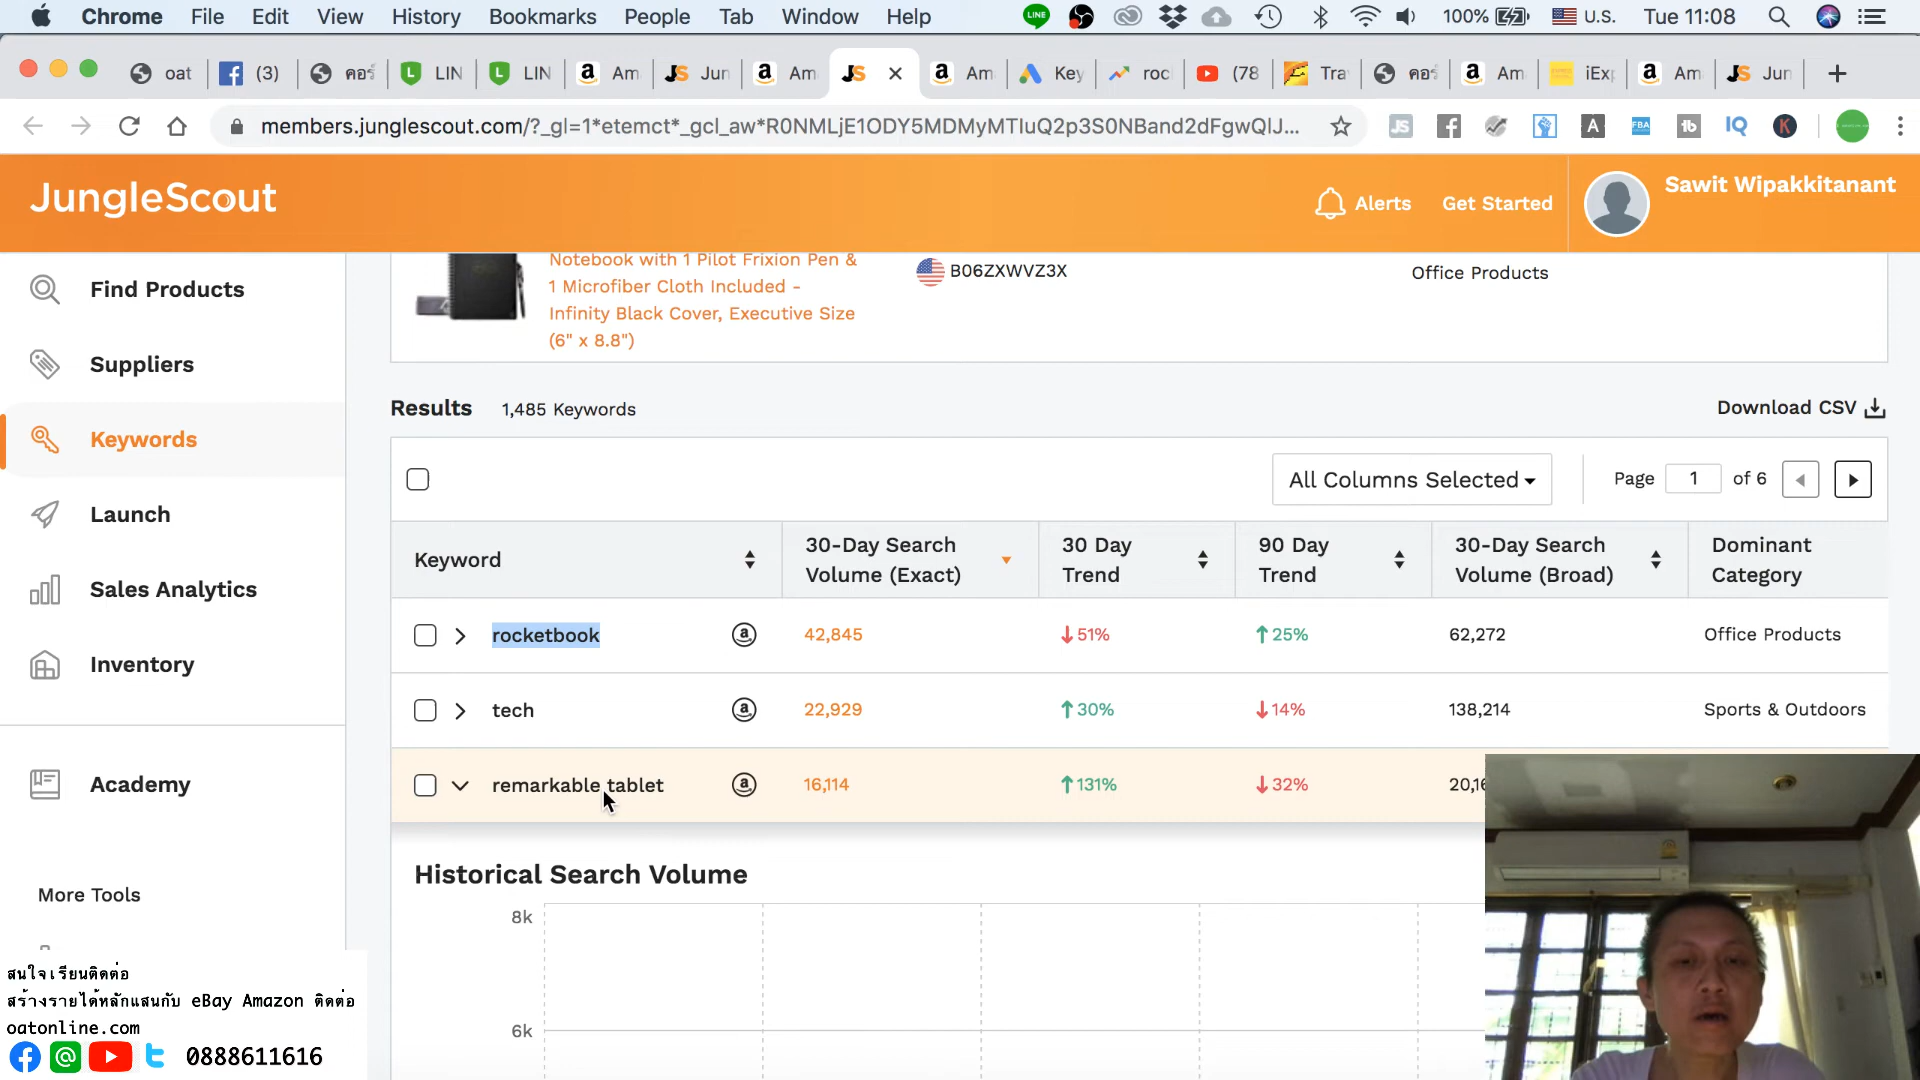 Chrome File Edit View History Bookmarks People Tab Window Help
LINE
100%
U.S.
Tue 11:08
oat
(3)
คอร์
LIN
LIN
Am
Jun
Am
Am
Key
roc
(78
Tra
คอร์
Am
iExp
Am
Jun
members.junglescout.com/?_gl=1*etemct*_gcl_aw*R0NMLjE1ODY5MDMyMTIuQ2p3S0NBand2dFgwQlJ...
JungleScout
Alerts
Get Started
Sawit Wipakkitanant
Find Products
Suppliers
Keywords
Launch
Sales Analytics
Inventory
Academy
More Tools
Notebook with 1 Pilot Frixion Pen &
1 Microfiber Cloth Included -
Infinity Black Cover, Executive Size
(6" x 8.8")
B06ZXWVZ3X
Office Products
Results 1,485 Keywords
Download CSV
All Columns Selected
Page 1 of 6
Keyword
30-Day Search
Volume (Exact)
30 Day
Trend
90 Day
Trend
30-Day Search
Volume (Broad)
Dominant
Category
rocketbook 42,845 51% 25% 62,272 Office Products
tech 22,929 30% 14% 138,214 Sports & Outdoors
remarkable tablet 16,114 131% 32%
Historical Search Volume
8k
6k
สนใจเรียนติดต่อ
สร้างรายได้หลักแสนกับ eBay Amazon ติดต่อ
oatonline.com
0888611616